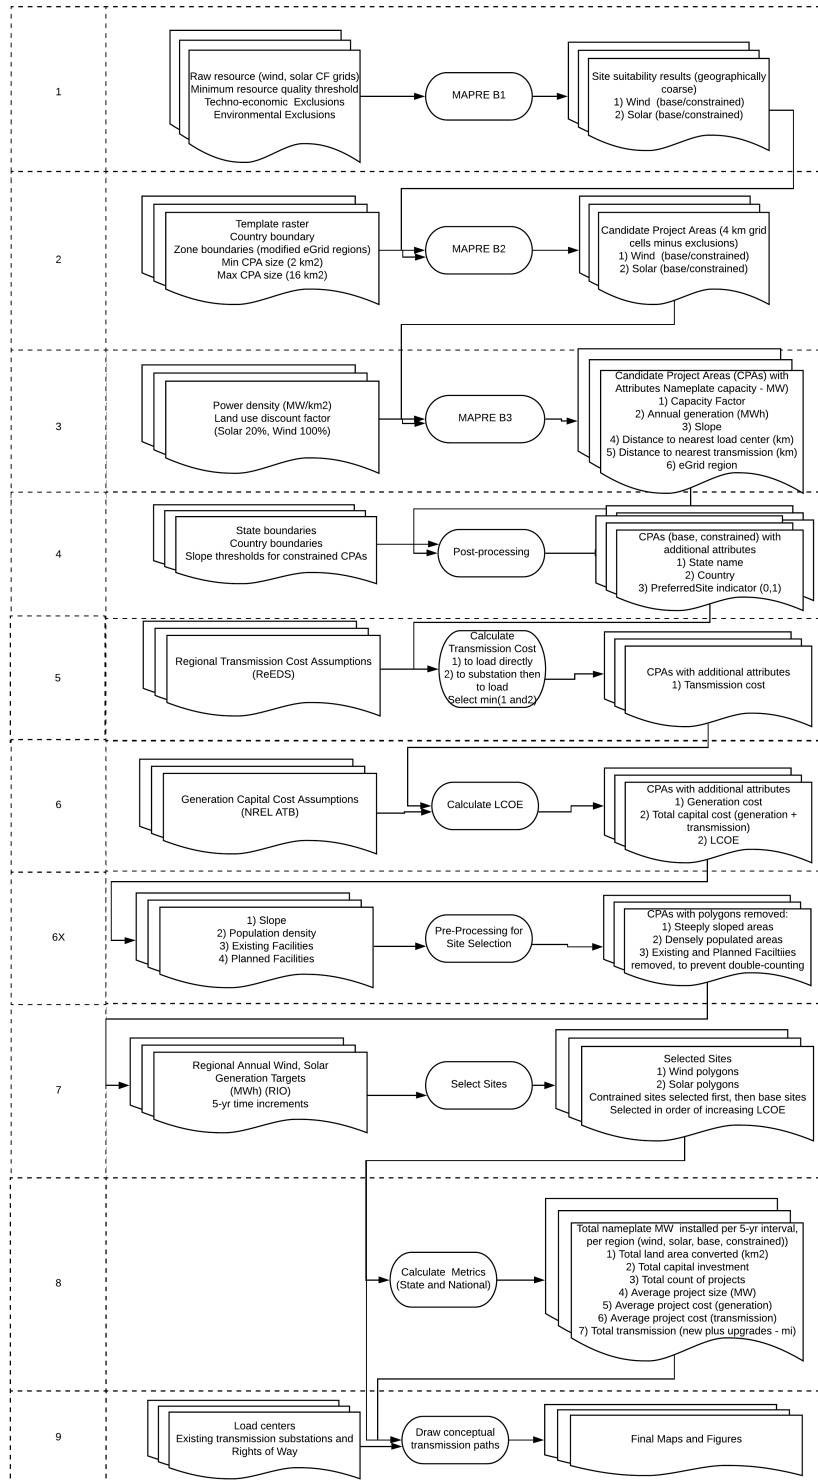 1
Raw resource (wind, solar CF grids)
Minimum resource quality threshold
Techno-economic Exclusions
Environmental Exclusions
MAPRE B1
Site suitability results (geographically
coarse)
1) Wind (base/constrained)
2) Solar (base/constrained)
2
Template raster
Country boundary
Zone boundaries (modified eGrid regions)
Min CPA size (2 km2)
Max CPA size (16 km2)
MAPRE B2
Candidate Project Areas (4 km grid
cells minus exclusions)
1) Wind (base/constrained)
2) Solar (base/constrained)
3
Power density (MW/km2)
Land use discount factor
(Solar 20%, Wind 100%)
MAPRE B3
Candidate Project Areas (CPAs) with
Attributes Nameplate capacity - MW)
1) Capacity Factor
2) Annual generation (MWh)
3) Slope
4) Distance to nearest load center (km)
5) Distance to nearest transmission (km)
6) eGrid region
4
State boundaries
Country boundaries
Slope thresholds for constrained CPAs
Post-processing
CPAs (base, constrained) with
additional attributes
1) State name
2) Country
3) PreferredSite indicator (0,1)
5
Regional Transmission Cost Assumptions
(ReEDS)
Calculate
Transmission Cost
1) to load directly
2) to substation then
to load
Select min(1 and2)
CPAs with additional attributes
1) Tansmission cost
6
Generation Capital Cost Assumptions
(NREL ATB)
Calculate LCOE
CPAs with additional attributes
1) Generation cost
2) Total capital cost (generation +
transmission)
2) LCOE
6X
1) Slope
2) Population density
3) Existing Facilities
4) Planned Facilities
Pre-Processing for
Site Selection
CPAs with polygons removed:
1) Steeply sloped areas
2) Densely populated areas
3) Existing and Planned Faciltiies
removed, to prevent double-counting
7
Regional Annual Wind, Solar
Generation Targets
(MWh) (RIO)
5-yr time increments
Select Sites
Selected Sites
1) Wind polygons
2) Solar polygons
Contrained sites selected first, then base sites
Selected in order of increasing LCOE
8
Calculate Metrics
(State and National)
Total nameplate MW installed per 5-yr interval,
per region (wind, solar, base, constrained))
1) Total land area converted (km2)
2) Total capital investment
3) Total count of projects
4) Average project size (MW)
5) Average project cost (generation)
6) Average project cost (transmission)
7) Total transmission (new plus upgrades - mi)
9
Load centers
Existing transmission substations and
Rights of Way
Draw conceptual
transmission paths
Final Maps and Figures